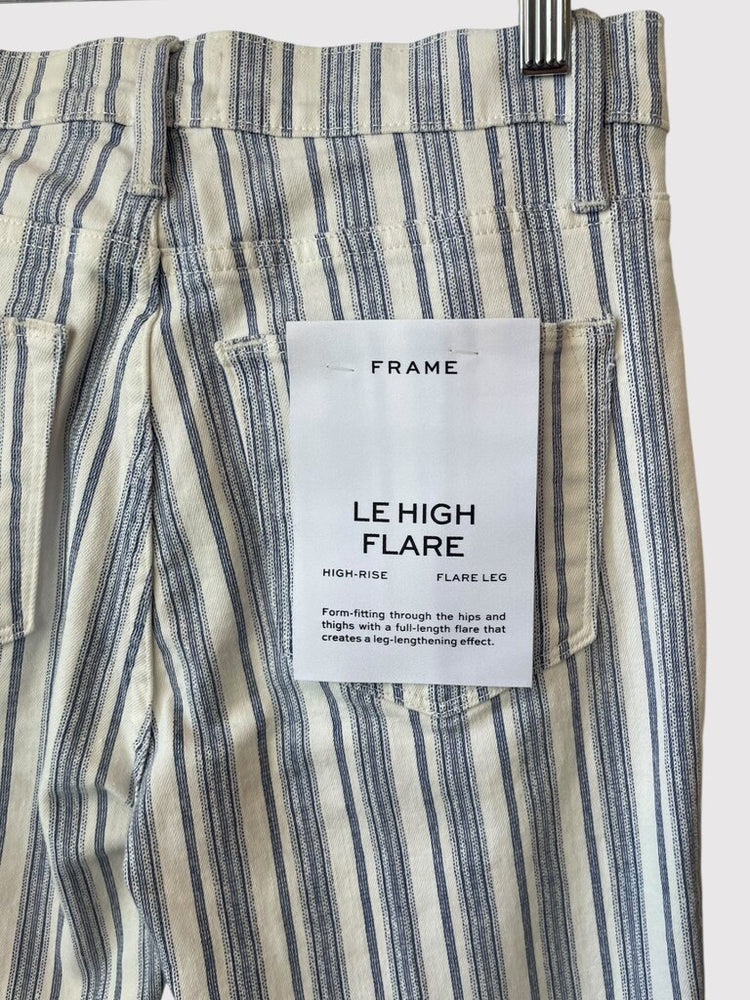 FRAME
LE HIGH
FLARE
HIGH-RISE FLARE LEG
Form-fitting through the hips and
thighs with a full-length flare that
creates a leg-lengthening effect.